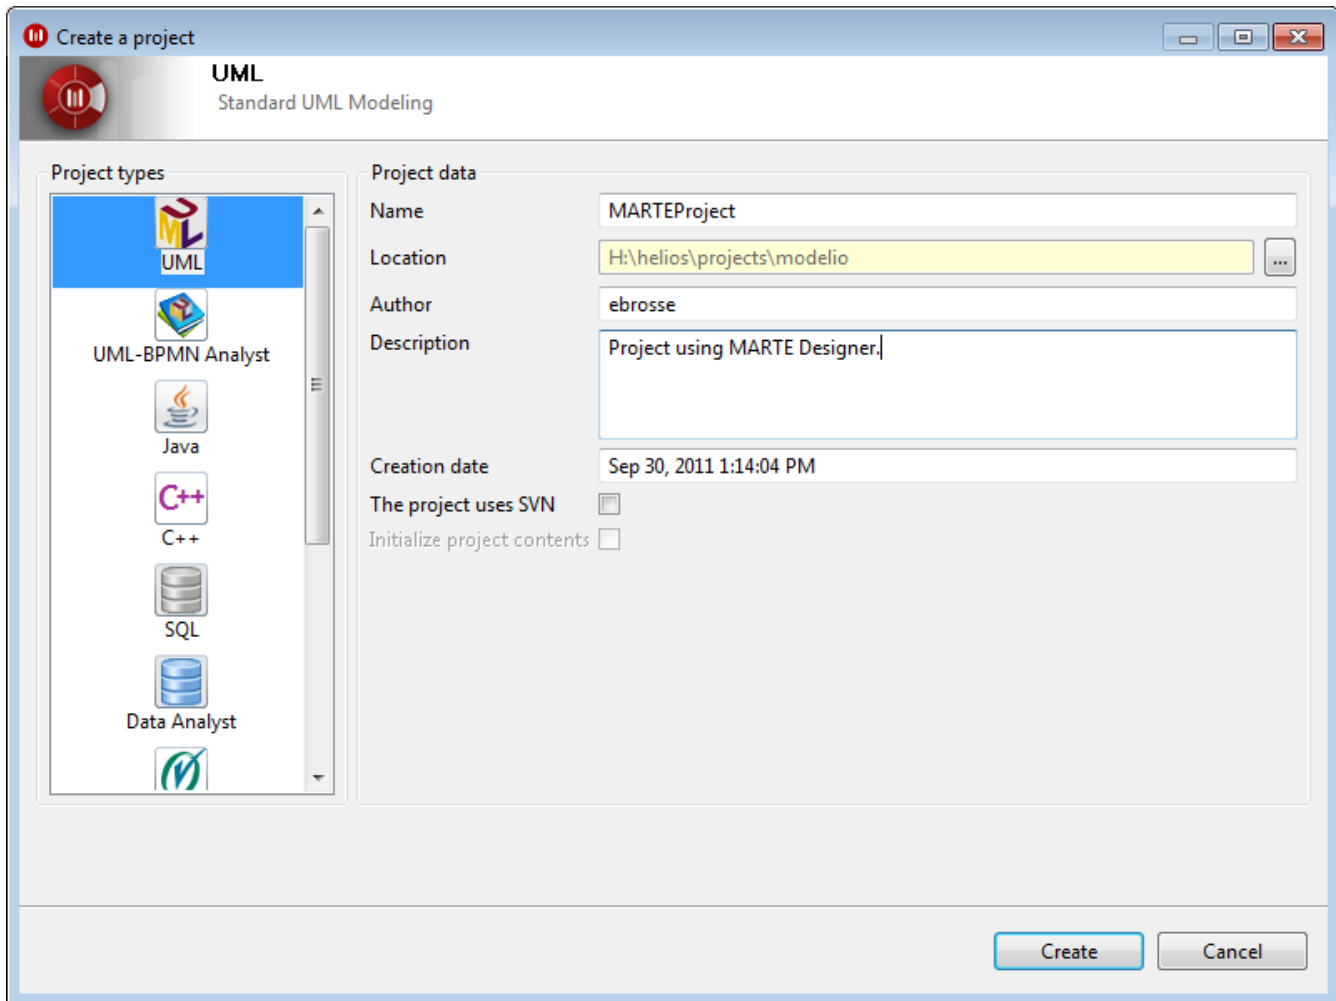 Create a project
UML
Standard UML Modeling
Project types
UML
UML-BPMN Analyst
Java
C++
C++
SQL
Data Analyst
Project data
Name MARTEProject
Location H:\helios\projects\modelio ...
Author ebrosse
Description Project using MARTE Designer.
Creation date Sep 30, 2011 1:14:04 PM
The project uses SVN
Initialize project contents
Create Cancel